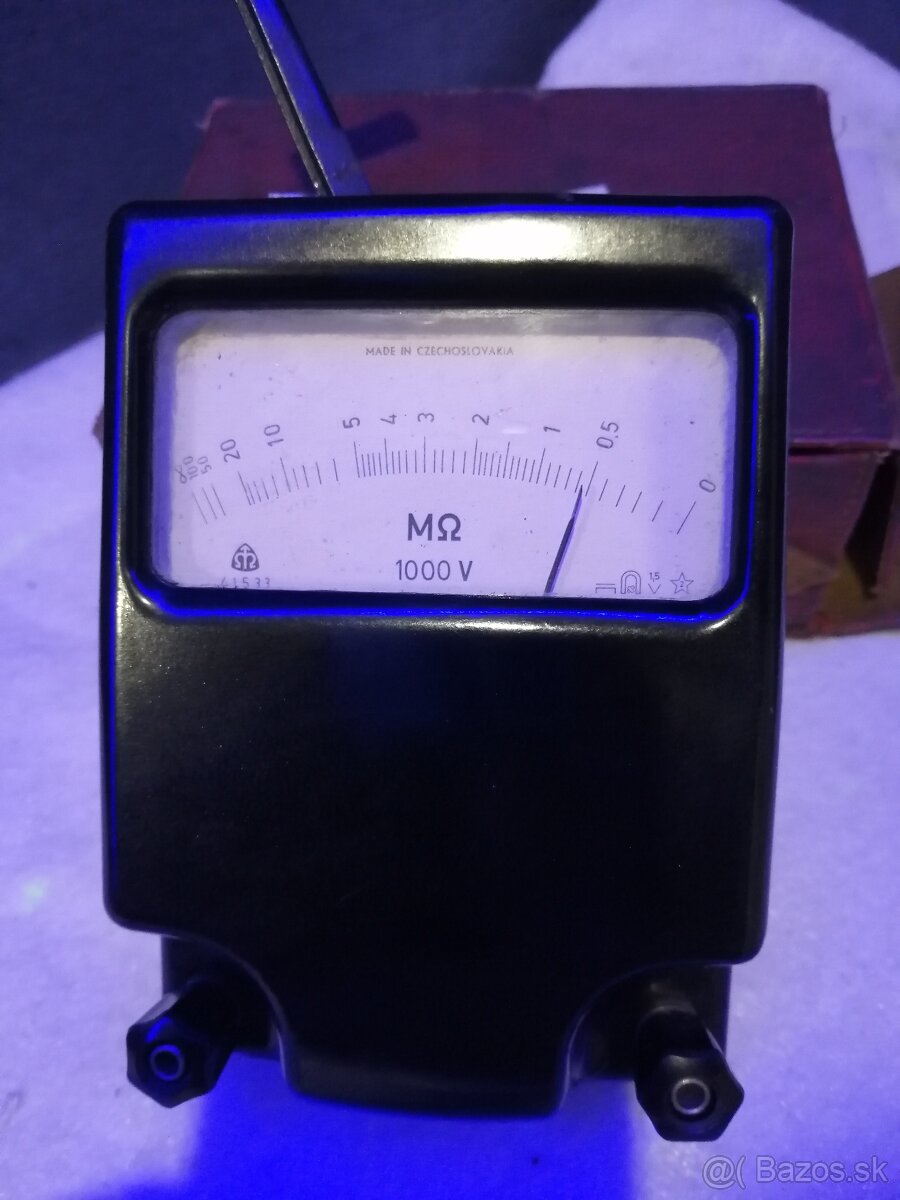 MADE IN CZECHOSLOVAKIA
∞ 100 50 20 10 5 4 3 2 1 0,5 0
MΩ
1000 V
1,5
2
@( Bazos.sk